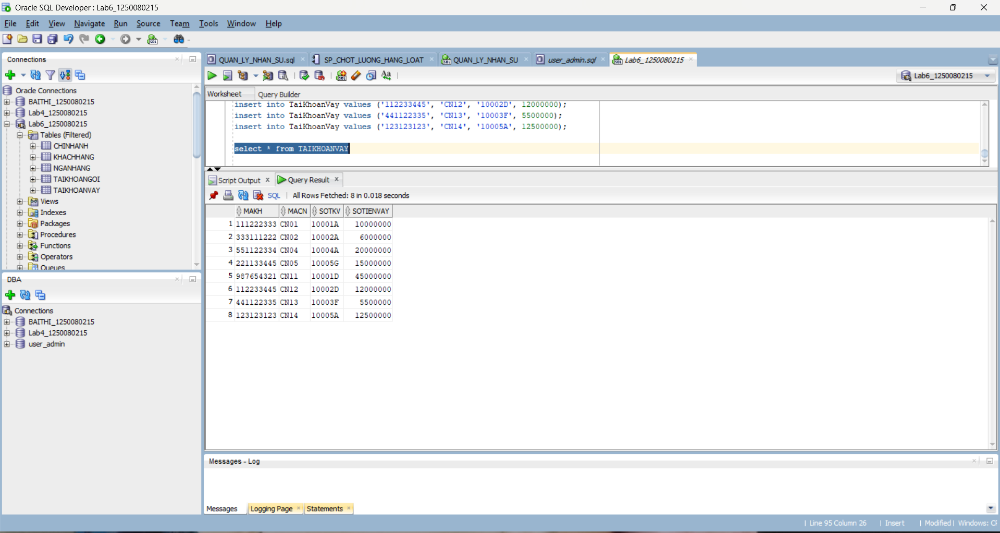 Oracle SQL Developer : Lab6_1250080215
File Edit View Navigate Run Source Team Tools Window Help
Connections
Oracle Connections
BAITHI_1250080215
Lab4_1250080215
Lab6_1250080215
Tables (Filtered)
CHINHANH
KHACHHANG
NGANHANG
TAIKHOANGOI
TAIKHOANVAY
Views
Indexes
Packages
Procedures
Functions
Operators
Queues
DBA
Connections
BAITHI_1250080215
Lab4_1250080215
user_admin
QUAN_LY_NHAN_SU.sql SP_CHOT_LUONG_HANG_LOAT QUAN_LY_NHAN_SU user_admin.sql Lab6_1250080215
Lab6_1250080215
Worksheet Query Builder
insert into TaiKhoanVay values ('112233445', 'CN12', '10002D', 12000000);
insert into TaiKhoanVay values ('441122335', 'CN13', '10003F', 5500000);
insert into TaiKhoanVay values ('123123123', 'CN14', '10005A', 12500000);
select * from TAIKHOANVAY
Script Output x Query Result x
SQL | All Rows Fetched: 8 in 0.018 seconds
MAKH MACN SOTKV SOTIENVAY
1 111222333 CN01 10001A 10000000
2 333111222 CN02 10002A 6000000
3 551122334 CN04 10004A 20000000
4 221133445 CN05 10005G 15000000
5 987654321 CN11 10001D 45000000
6 112233445 CN12 10002D 12000000
7 441122335 CN13 10003F 5500000
8 123123123 CN14 10005A 12500000
Messages - Log
Messages Logging Page Statements
| Line 95 Column 26 | Insert | Modified | Windows: CF